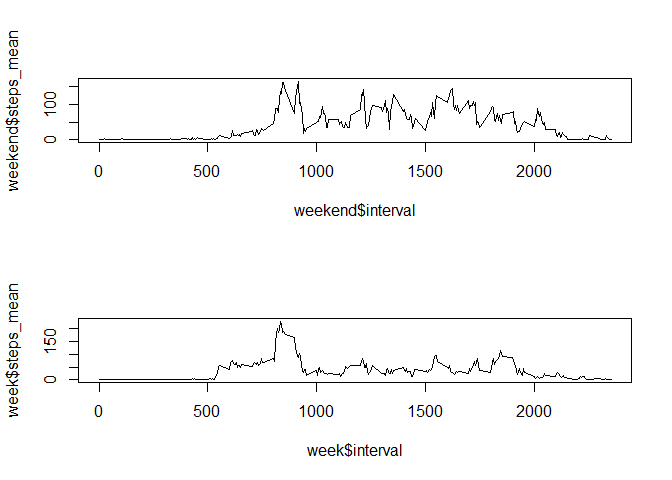 weekend$steps_mean
0 100
0 500 1000 1500 2000
weekend$interval
week$steps_mean
0 150
0 500 1000 1500 2000
week$interval